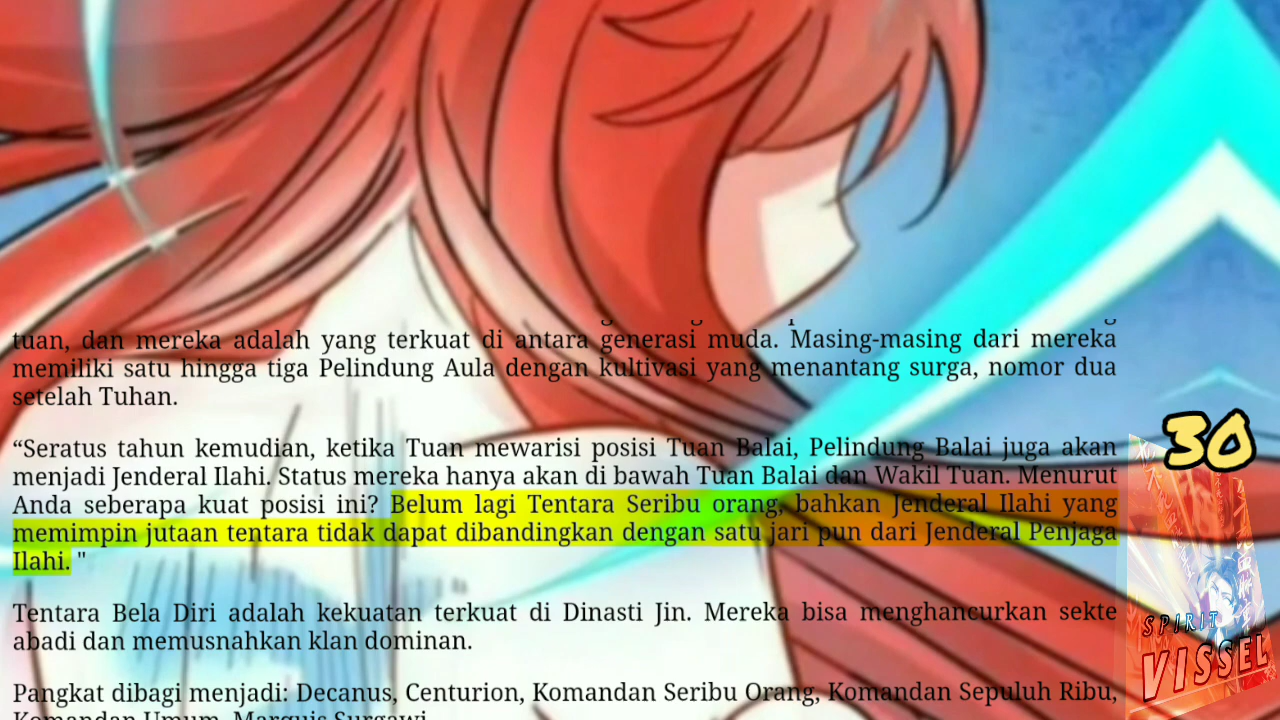 tuan, dan mereka adalah yang terkuat di antara generasi muda. Masing-masing dari mereka
memiliki satu hingga tiga Pelindung Aula dengan kultivasi yang menantang surga, nomor dua
setelah Tuhan.
“Seratus tahun kemudian, ketika Tuan mewarisi posisi Tuan Balai, Pelindung Balai juga akan
menjadi Jenderal Ilahi. Status mereka hanya akan di bawah Tuan Balai dan Wakil Tuan. Menurut
Anda seberapa kuat posisi ini? Belum lagi Tentara Seribu orang, bahkan Jenderal Ilahi yang
memimpin jutaan tentara tidak dapat dibandingkan dengan satu jari pun dari Jenderal Penjaga
Ilahi. "
Tentara Bela Diri adalah kekuatan terkuat di Dinasti Jin. Mereka bisa menghancurkan sekte
abadi dan memusnahkan klan dominan.
Pangkat dibagi menjadi: Decanus, Centurion, Komandan Seribu Orang, Komandan Sepuluh Ribu,
Komandan Umum, Marquis Surgawi
30
SPIRIT
VISSEL